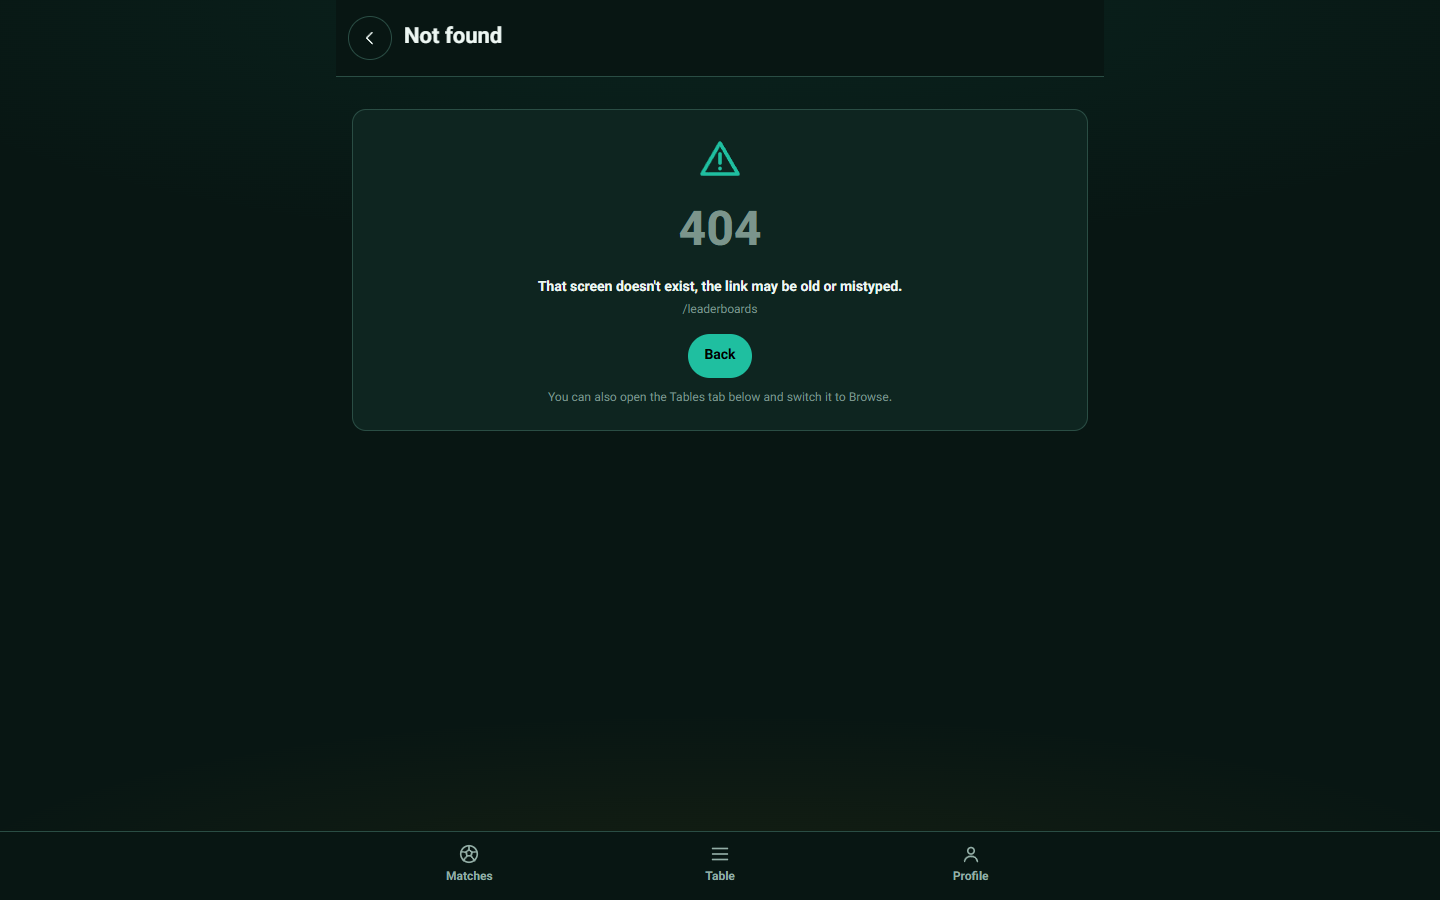 Not found
404
That screen doesn't exist, the link may be old or mistyped.
/leaderboards
Back
You can also open the Tables tab below and switch it to Browse.
Matches
Table
Profile